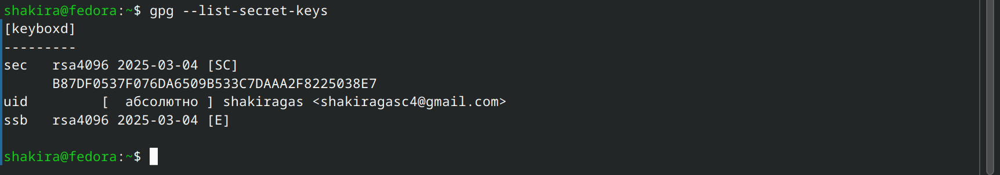 shakira@fedora:~$ gpg --list-secret-keys
[keyboxd]
---------
sec   rsa4096 2025-03-04 [SC]
      B87DF0537F076DA6509B533C7DAAA2F8225038E7
uid         [  абсолютно ] shakiragas <shakiragasc4@gmail.com>
ssb   rsa4096 2025-03-04 [E]
shakira@fedora:~$